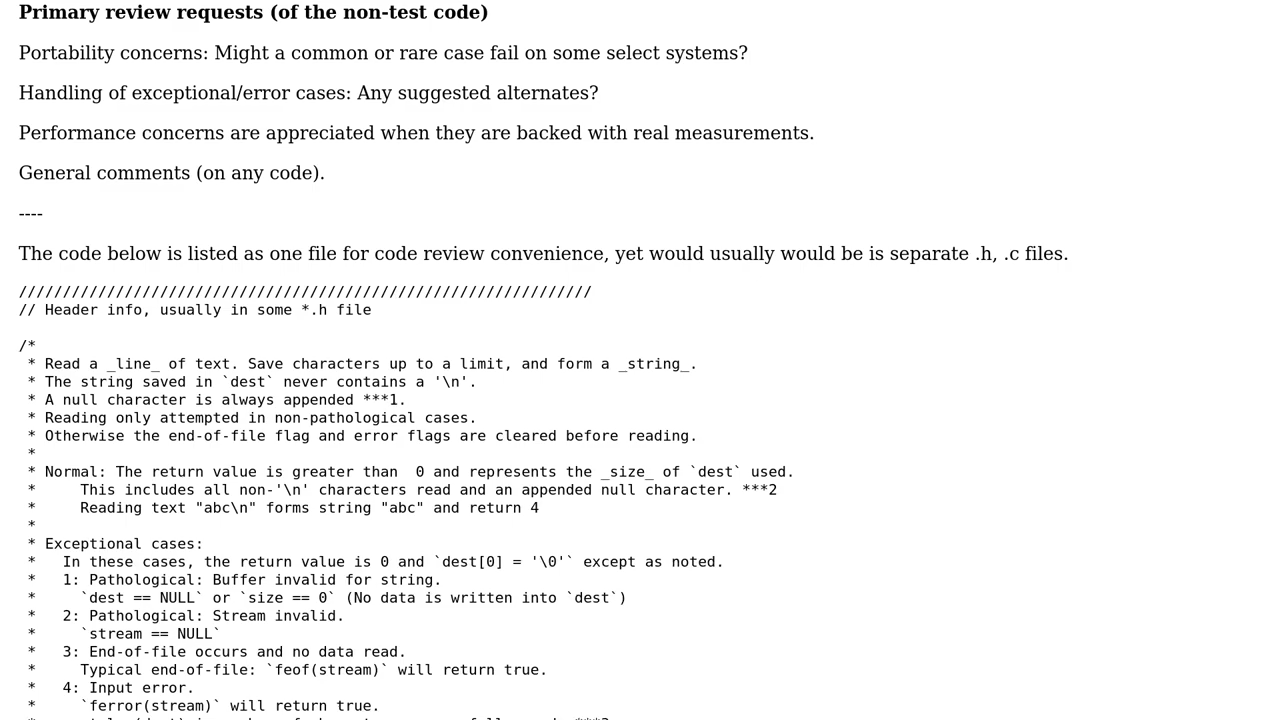 Primary review requests (of the non-test code)
Portability concerns: Might a common or rare case fail on some select systems?
Handling of exceptional/error cases: Any suggested alternates?
Performance concerns are appreciated when they are backed with real measurements.
General comments (on any code).
----
The code below is listed as one file for code review convenience, yet would usually would be is separate .h, .c files.
/////////////////////////////////////////////////////////////////
// Header info, usually in some *.h file
/*
 * Read a _line_ of text. Save characters up to a limit, and form a _string_.
 * The string saved in `dest` never contains a '\n'.
 * A null character is always appended ***1.
 * Reading only attempted in non-pathological cases.
 * Otherwise the end-of-file flag and error flags are cleared before reading.
 *
 * Normal: The return value is greater than  0 and represents the _size_ of `dest` used.
 *     This includes all non-'\n' characters read and an appended null character. ***2
 *     Reading text "abc\n" forms string "abc" and return 4
 *
 * Exceptional cases:
 *   In these cases, the return value is 0 and `dest[0] = '\0'` except as noted.
 *   1: Pathological: Buffer invalid for string.
 *     `dest == NULL` or `size == 0` (No data is written into `dest`)
 *   2: Pathological: Stream invalid.
 *     `stream == NULL`
 *   3: End-of-file occurs and no data read.
 *     Typical end-of-file: `feof(stream)` will return true.
 *   4: Input error.
 *     `ferror(stream)` will return true.